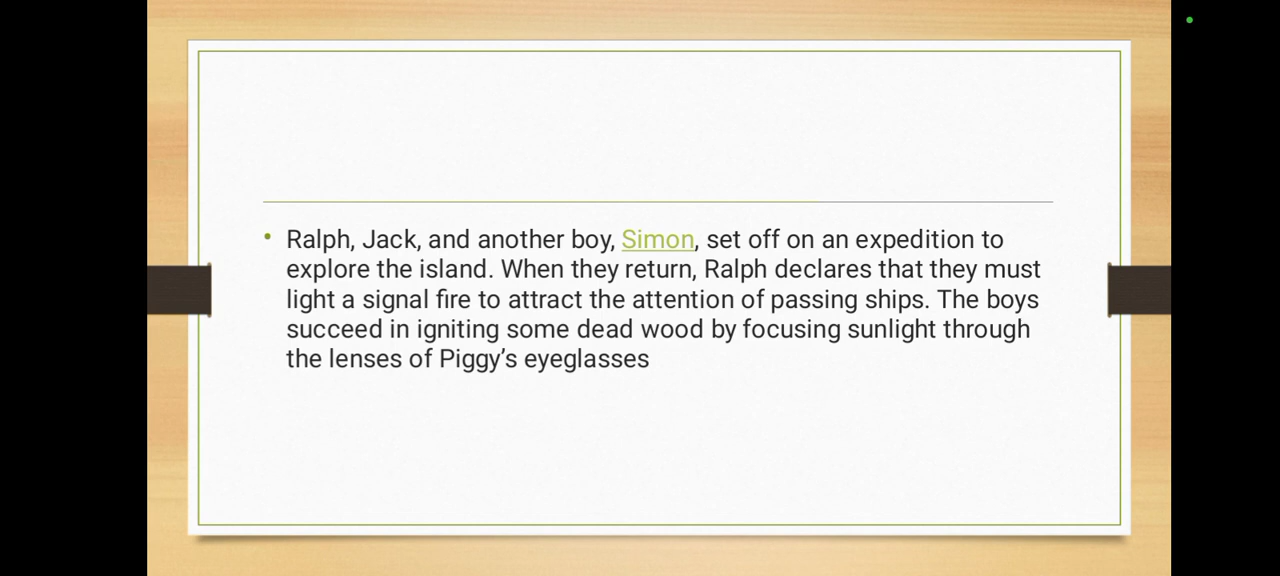 • Ralph, Jack, and another boy, Simon, set off on an expedition to
explore the island. When they return, Ralph declares that they must
light a signal fire to attract the attention of passing ships. The boys
succeed in igniting some dead wood by focusing sunlight through
the lenses of Piggy’s eyeglasses